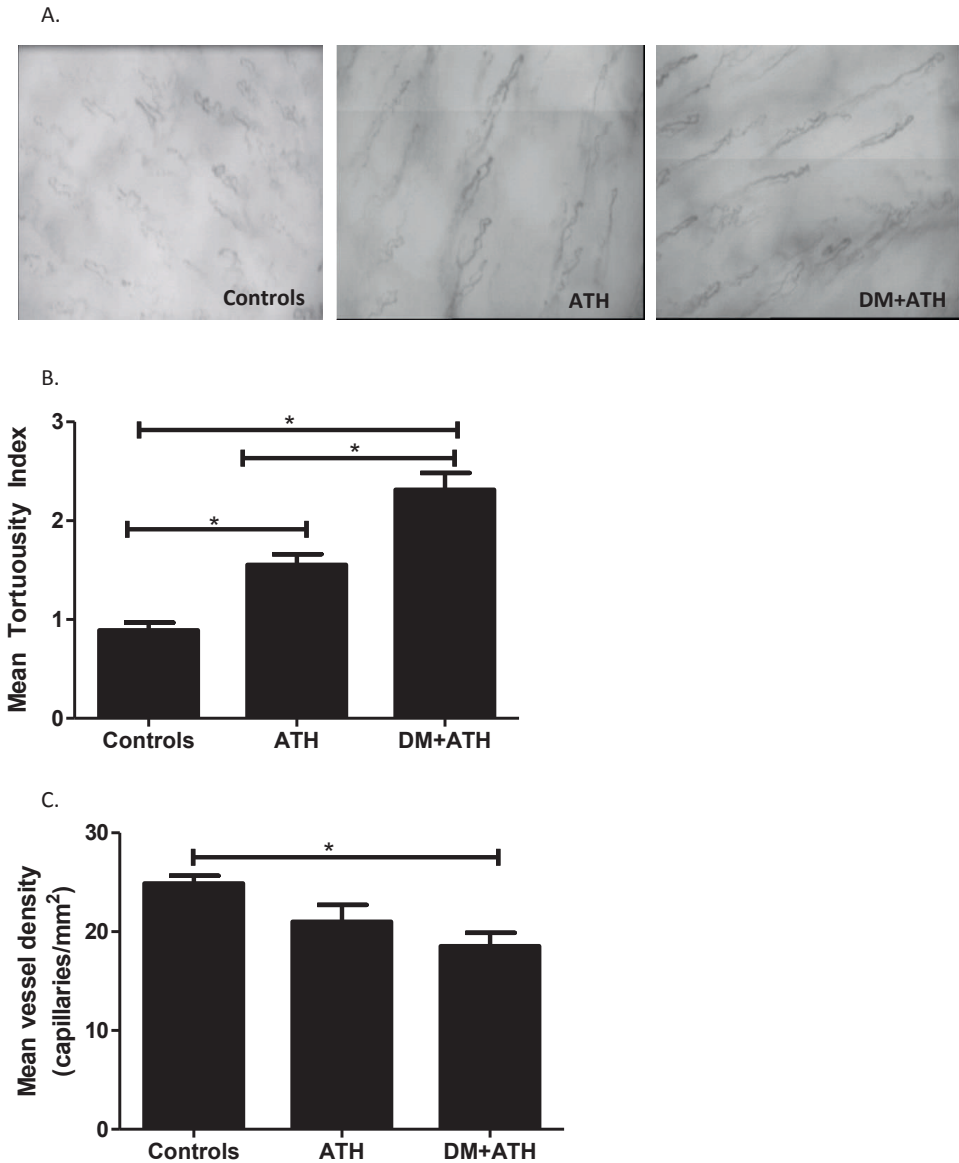 A.
Controls
ATH
DM+ATH
B.
Mean Tortuousity Index
3
2
1
0
*
*
*
Controls
ATH
DM+ATH
C.
Mean vessel density
(capillaries/mm²)
30
20
10
0
*
Controls
ATH
DM+ATH